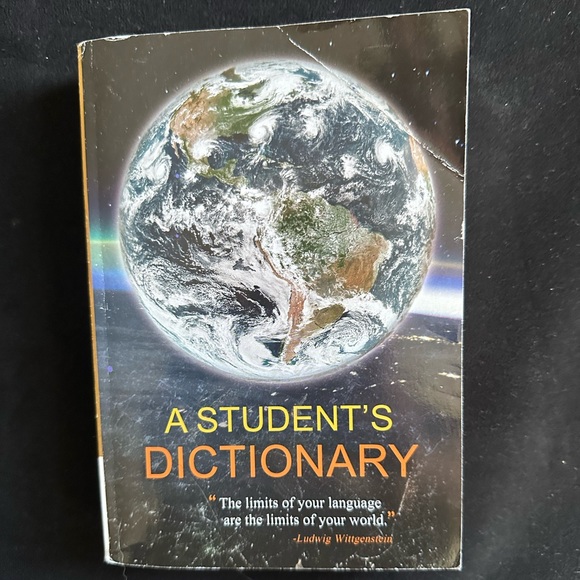 A STUDENT'S
DICTIONARY
"The limits of your language
are the limits of your world."
-Ludwig Wittgenstein